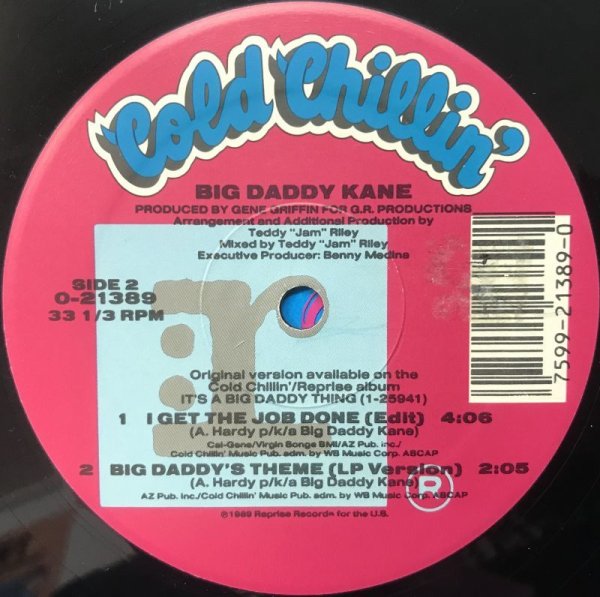 Cold Chillin'
BIG DADDY KANE
PRODUCED BY GENE GRIFFIN FOR G.R. PRODUCTIONS
Arrangement and Additional Production by
Teddy "Jam" Riley
Mixed by Teddy "Jam" Riley
Executive Producer: Benny Medina
SIDE 2
0-21389
33 1/3 RPM
r:
7599-21389-0
Original version available on the
Cold Chillin'/Reprise album
IT'S A BIG DADDY THING (1-25941)
1 I GET THE JOB DONE (Edit) 4:06
(A. Hardy p/k/a Big Daddy Kane)
Cal-Gene/Virgin Songs BMI/AZ Pub. inc./
Cold Chillin' Music Pub. adm. by WB Music Corp. ASCAP
2 BIG DADDY'S THEME (LP Version) 2:05
(A. Hardy p/k/a Big Daddy Kane)
AZ Pub. Inc./Cold Chillin' Music Pub. adm. by WB Music Corp. ASCAP
R
℗1989 Reprise Records for the U.S.